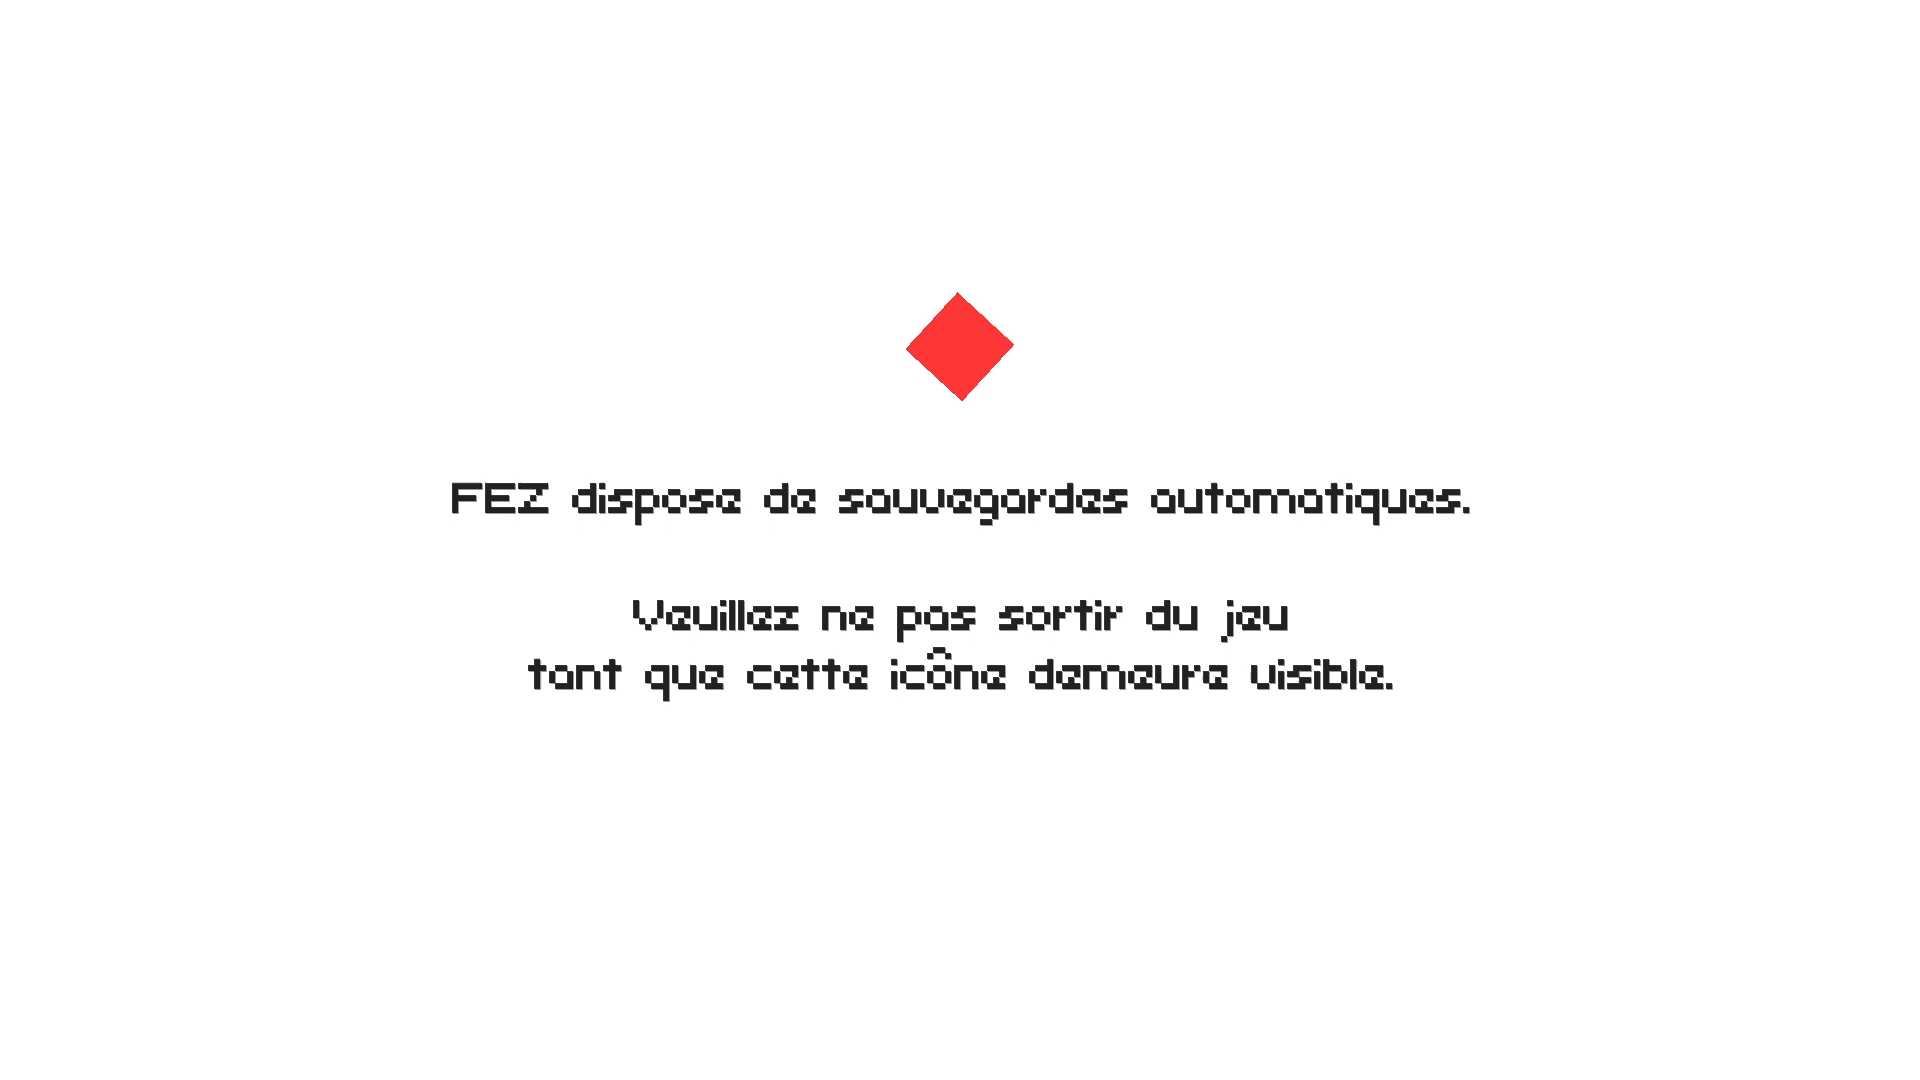 FEZ dispose de sauvegardes automatiques.
Veuillez ne pas sortir du jeu
tant que cette icône demeure visible.